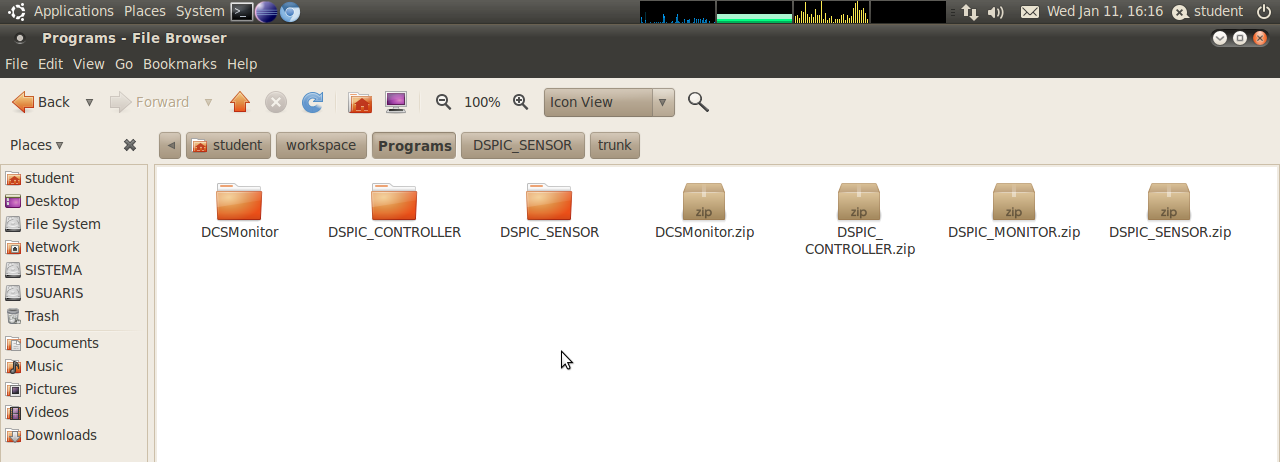 Applications Places System Wed Jan 11, 16:16 student
Programs - File Browser
File Edit View Go Bookmarks Help
Back Forward 100% Icon View
Places student workspace Programs DSPIC_SENSOR trunk
student
Desktop
File System
Network
SISTEMA
USUARIS
Trash
Documents
Music
Pictures
Videos
Downloads
zip zip zip zip
DCSMonitor DSPIC_CONTROLLER DSPIC_SENSOR DCSMonitor.zip DSPIC_ DSPIC_MONITOR.zip DSPIC_SENSOR.zip
CONTROLLER.zip